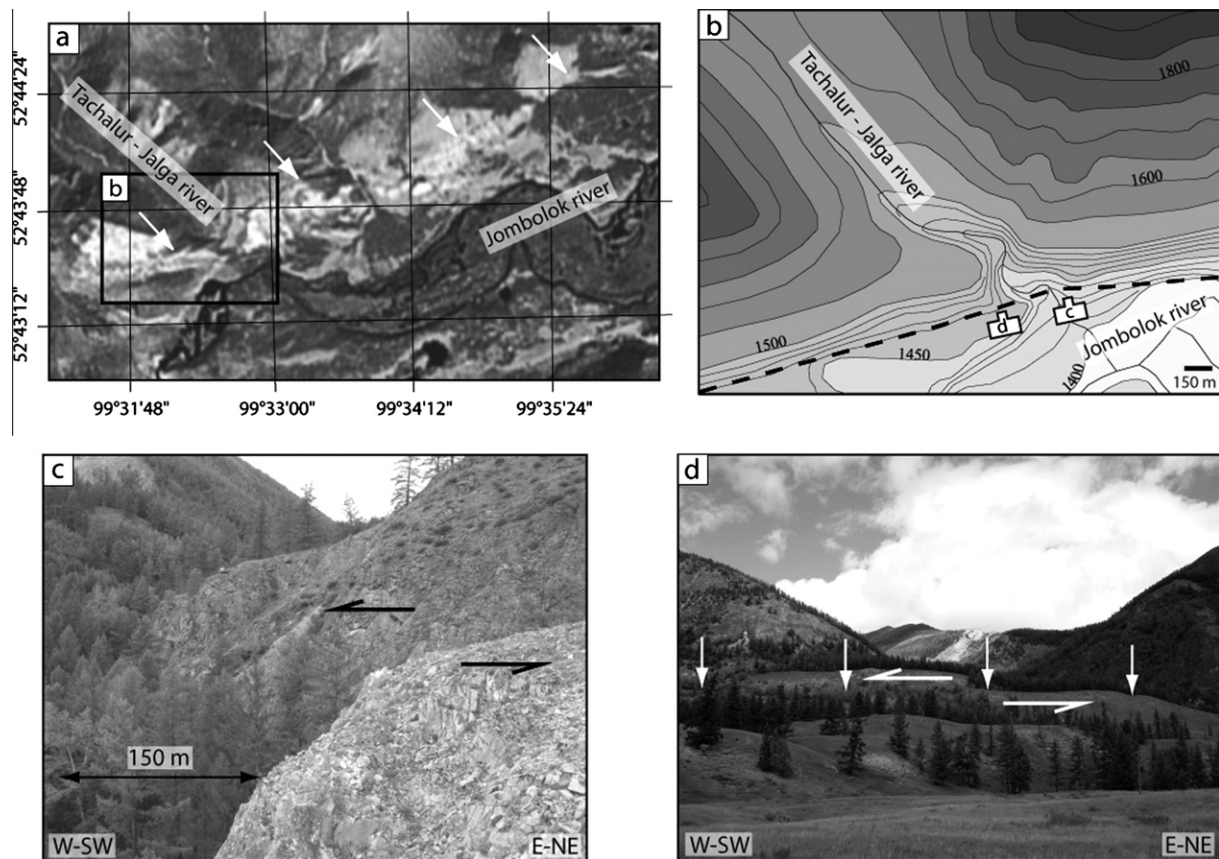 a
52°44'24"
52°43'48"
52°43'12"
Tachalur - Jalga river
b
Jombolok river
99°31'48"
99°33'00"
99°34'12"
99°35'24"
b
Tachalur - Jalga river
1800
1600
1500
1450
1400
d
c
Jombolok river
150 m
c
150 m
W-SW
E-NE
d
W-SW
E-NE